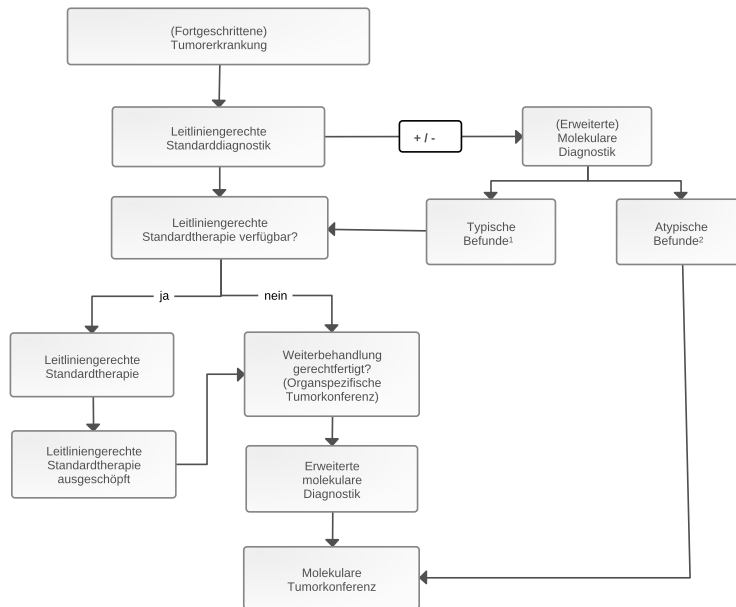 (Fortgeschrittene)
Tumorerkrankung
Leitliniengerechte
Standarddiagnostik
+ / -
(Erweiterte)
Molekulare
Diagnostik
Leitliniengerechte
Standardtherapie verfügbar?
Typische
Befunde¹
Atypische
Befunde²
ja
nein
Leitliniengerechte
Standardtherapie
Weiterbehandlung
gerechtfertigt?
(Organspezifische
Tumorkonferenz)
Leitliniengerechte
Standardtherapie
ausgeschöpft
Erweiterte
molekulare
Diagnostik
Molekulare
Tumorkonferenz